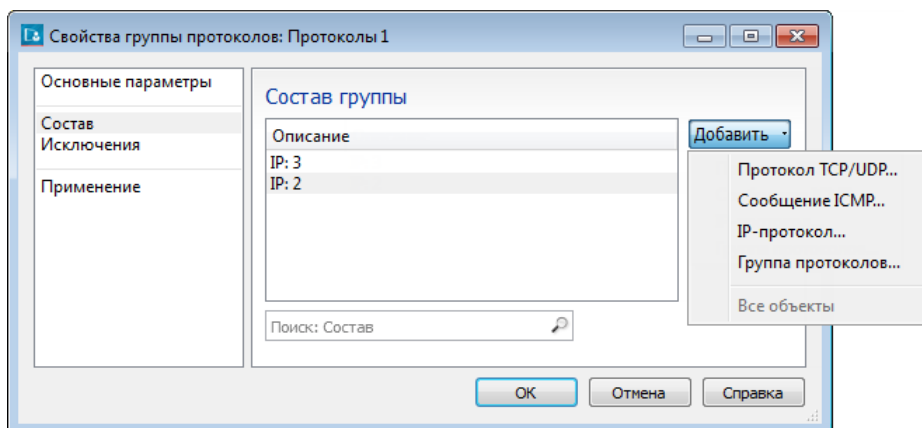 Свойства группы протоколов: Протоколы 1
Основные параметры
Состав
Исключения
Применение
Состав группы
Описание
IP: 3
IP: 2
Поиск: Состав
Добавить
Протокол TCP/UDP...
Сообщение ICMP...
IP-протокол...
Группа протоколов...
Все объекты
ОК
Отмена
Справка